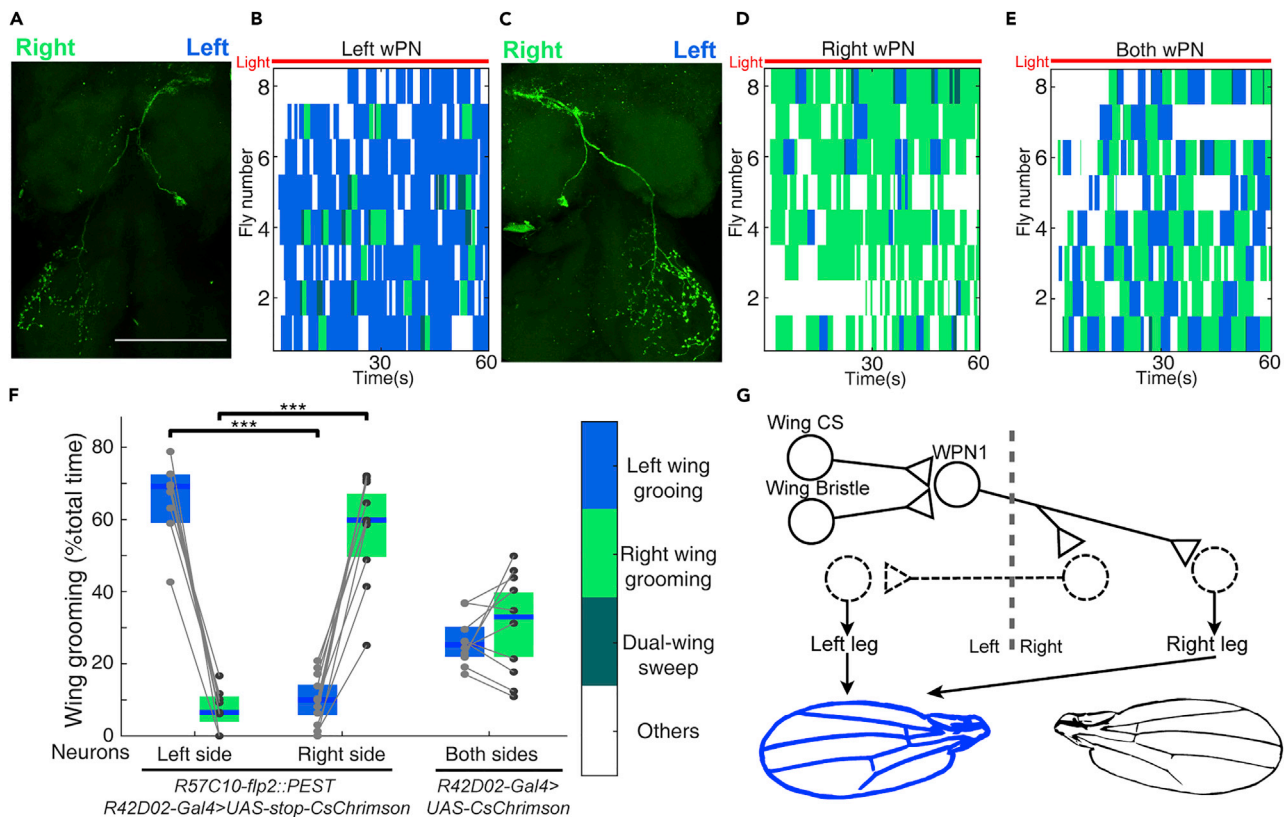 A
Right Left
B
Left wPN
Light
Fly number
8
6
4
2
30 60
Time(s)
C
Right Left
D
Right wPN
Light
Fly number
8
6
4
2
30 60
Time(s)
E
Both wPN
Light
Fly number
8
6
4
2
30 60
Time(s)
F
*** ***
Wing grooming (%total time)
80
60
40
20
0
Neurons Left side Right side Both sides
R57C10-flp2::PEST
R42D02-Gal4>UAS-stop-CsChrimson
R42D02-Gal4>
UAS-CsChrimson
Left wing
grooing
Right wing
grooming
Dual-wing
sweep
Others
G
Wing CS
WPN1
Wing Bristle
Left leg
Left Right
Right leg